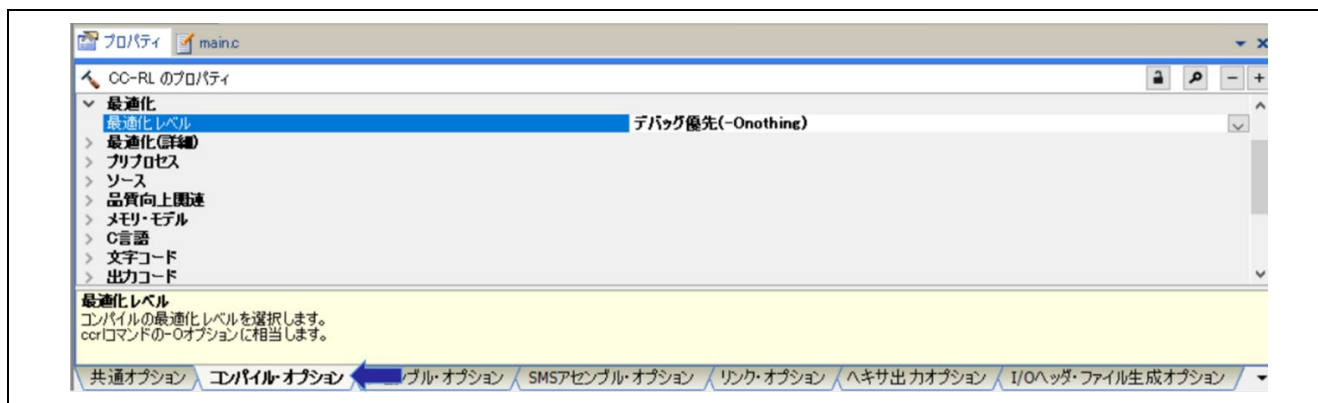 プロパティ main.c
CC-RL のプロパティ
最適化
最適化レベル デバッグ優先(-Onothing)
最適化(詳細)
プリプロセス
ソース
品質向上関連
メモリ・モデル
C言語
文字コード
出力コード
最適化レベル
コンパイルの最適化レベルを選択します。
ccrlコマンドの-Oオプションに相当します。
共通オプション コンパイル・オプション ンブル・オプション SMSアセンブル・オプション リンク・オプション ヘキサ出力オプション I/Oヘッダ・ファイル生成オプション